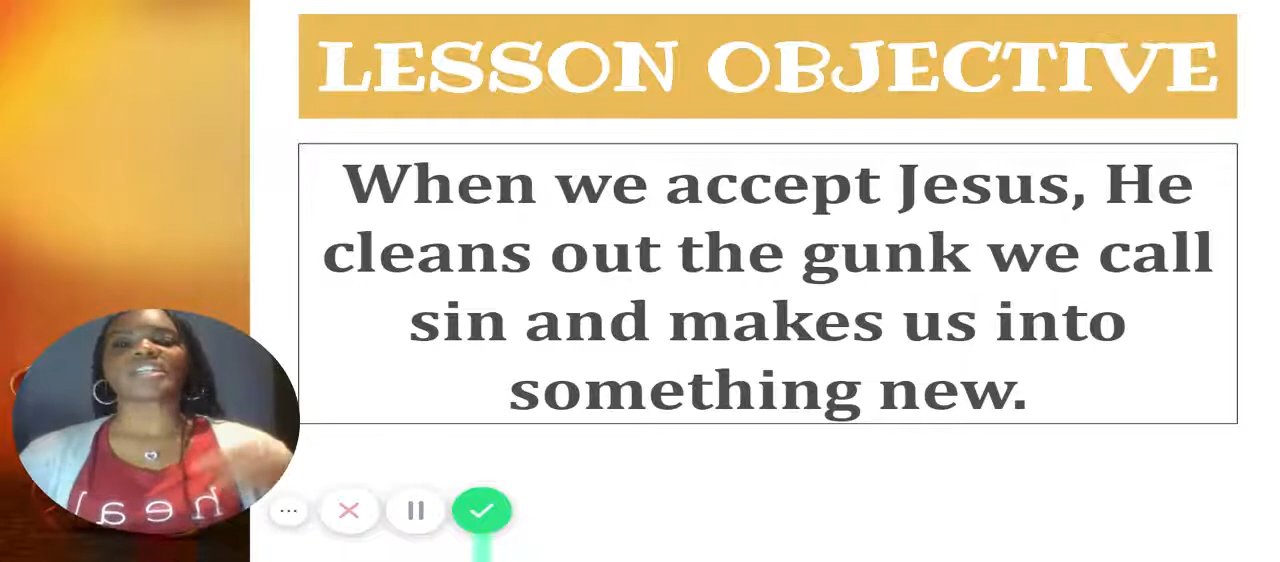 LESSON OBJECTIVE
When we accept Jesus, He
cleans out the gunk we call
sin and makes us into
something new.
heal